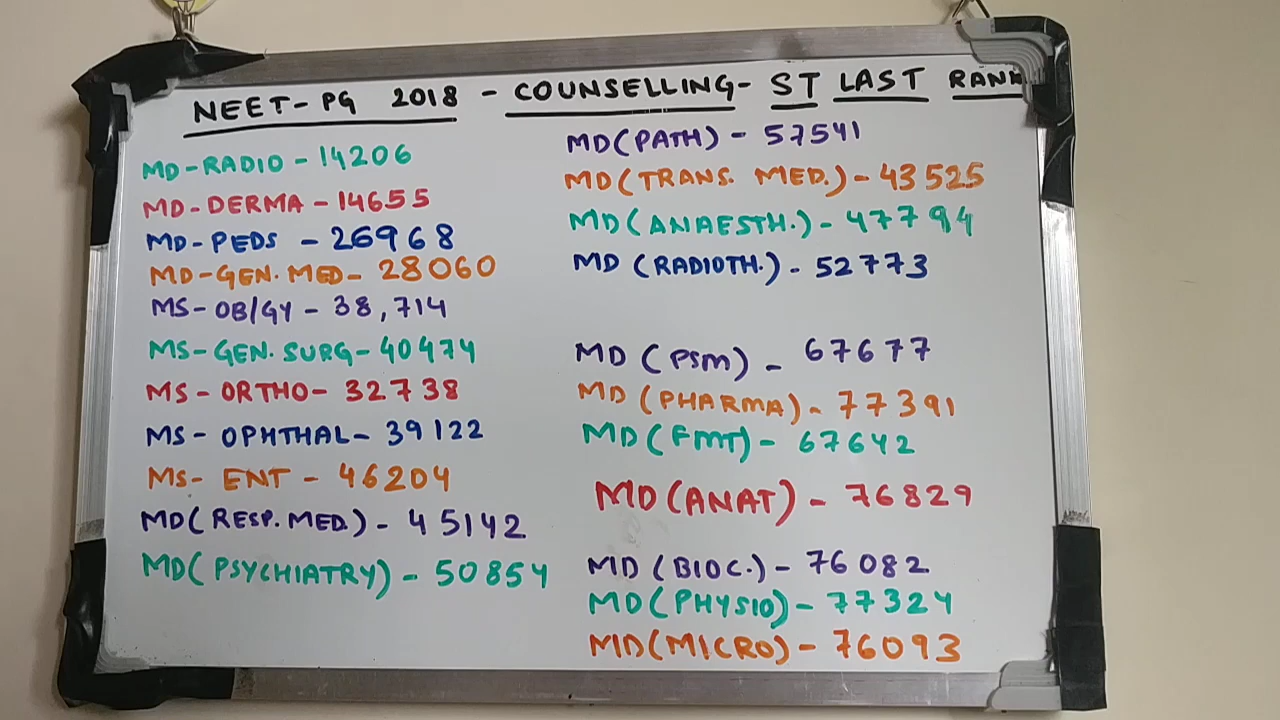 NEET-PG 2018 - COUNSELLING- ST LAST RANK
MD-RADIO - 14206
MD-DERMA - 14655
MD-PEDS - 26968
MD-GEN.MED- 28060
MS-OB/GY - 38,714
MS-GEN.SURG- 40474
MS-ORTHO- 32738
MS- OPHTHAL- 39122
MS- ENT - 46204
MD(RESP.MED.) - 45142
MD(PSYCHIATRY) - 50854
MD(PATH) - 57541
MD(TRANS. MED.) - 43525
MD(ANAESTH.) - 47794
MD (RADIOTH.) - 52773
MD (PSM) - 67677
MD (PHARMA) - 77391
MD(FMT) - 67642
MD(ANAT) - 76829
MD (BIOC.) - 76082
MD(PHYSIO) - 77324
MD(MICRO) - 76093